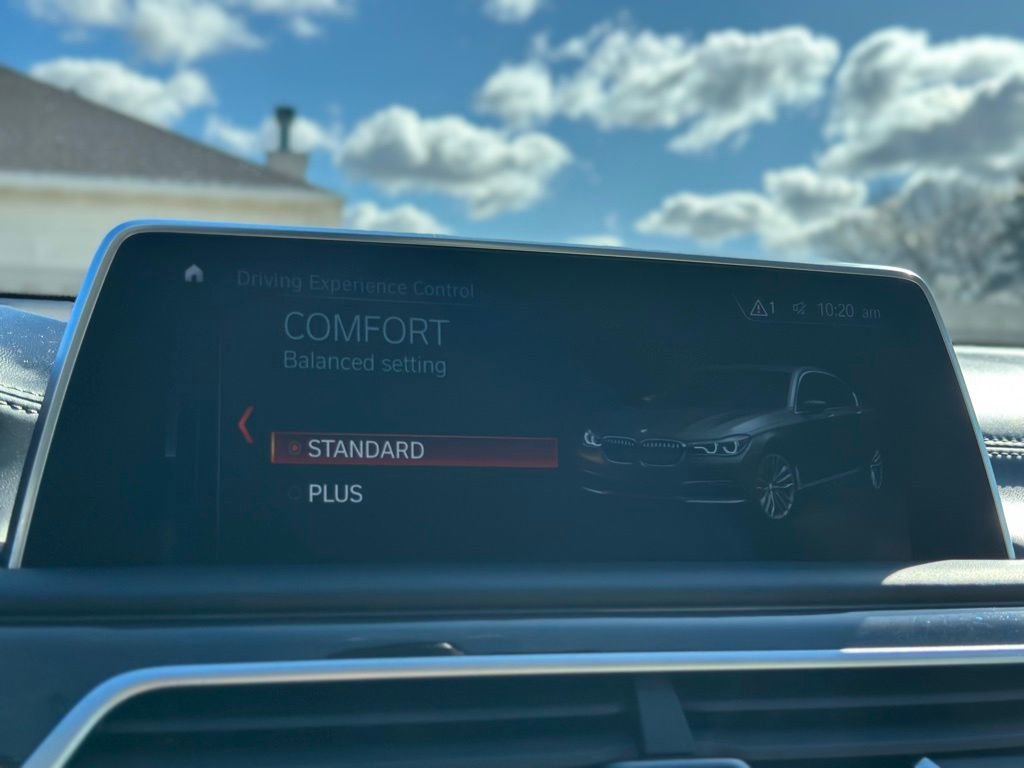 Driving Experience Control
1 10:20 am
COMFORT
Balanced setting
STANDARD
PLUS